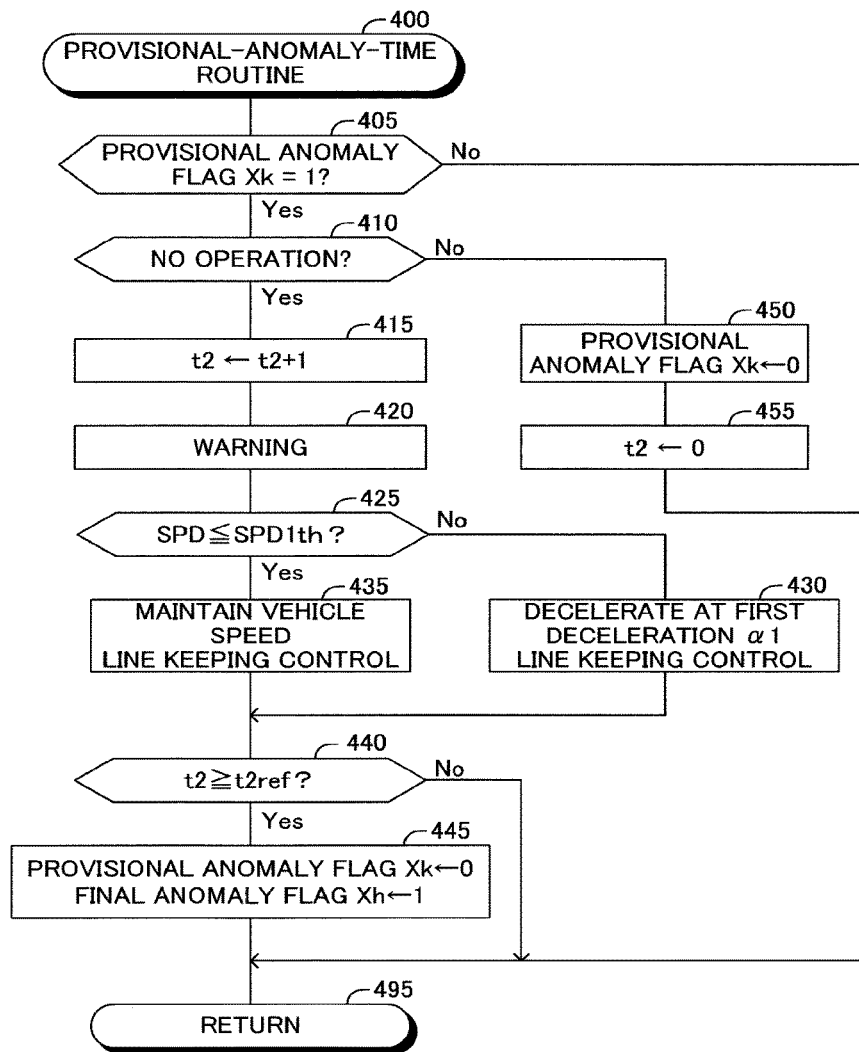 400
PROVISIONAL-ANOMALY-TIME
ROUTINE
405
PROVISIONAL ANOMALY
FLAG Xk = 1?
No
Yes
410
NO OPERATION?
No
Yes
415
t2 ← t2+1
450
PROVISIONAL
ANOMALY FLAG Xk←0
420
WARNING
455
t2 ← 0
425
SPD≦SPD1th?
No
Yes
435
MAINTAIN VEHICLE
SPEED
LINE KEEPING CONTROL
430
DECELERATE AT FIRST
DECELERATION α1
LINE KEEPING CONTROL
440
t2≧t2ref?
No
Yes
445
PROVISIONAL ANOMALY FLAG Xk←0
FINAL ANOMALY FLAG Xh←1
495
RETURN